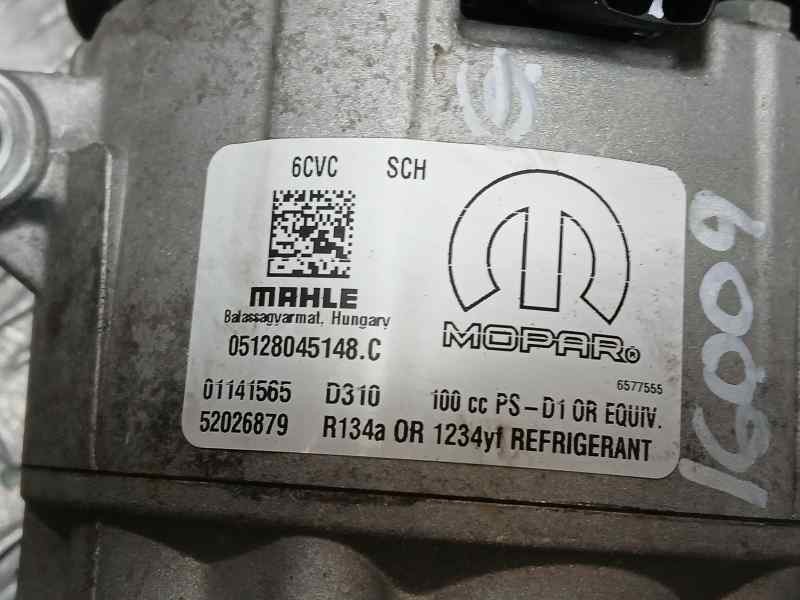 6CVC SCH
MAHLE
Balassagyarmat, Hungary
05128045148.C
MOPAR®
6577555
01141565 D310 100 cc PS-D1 OR EQUIV.
52026879 R134a OR 1234yf REFRIGERANT
16009